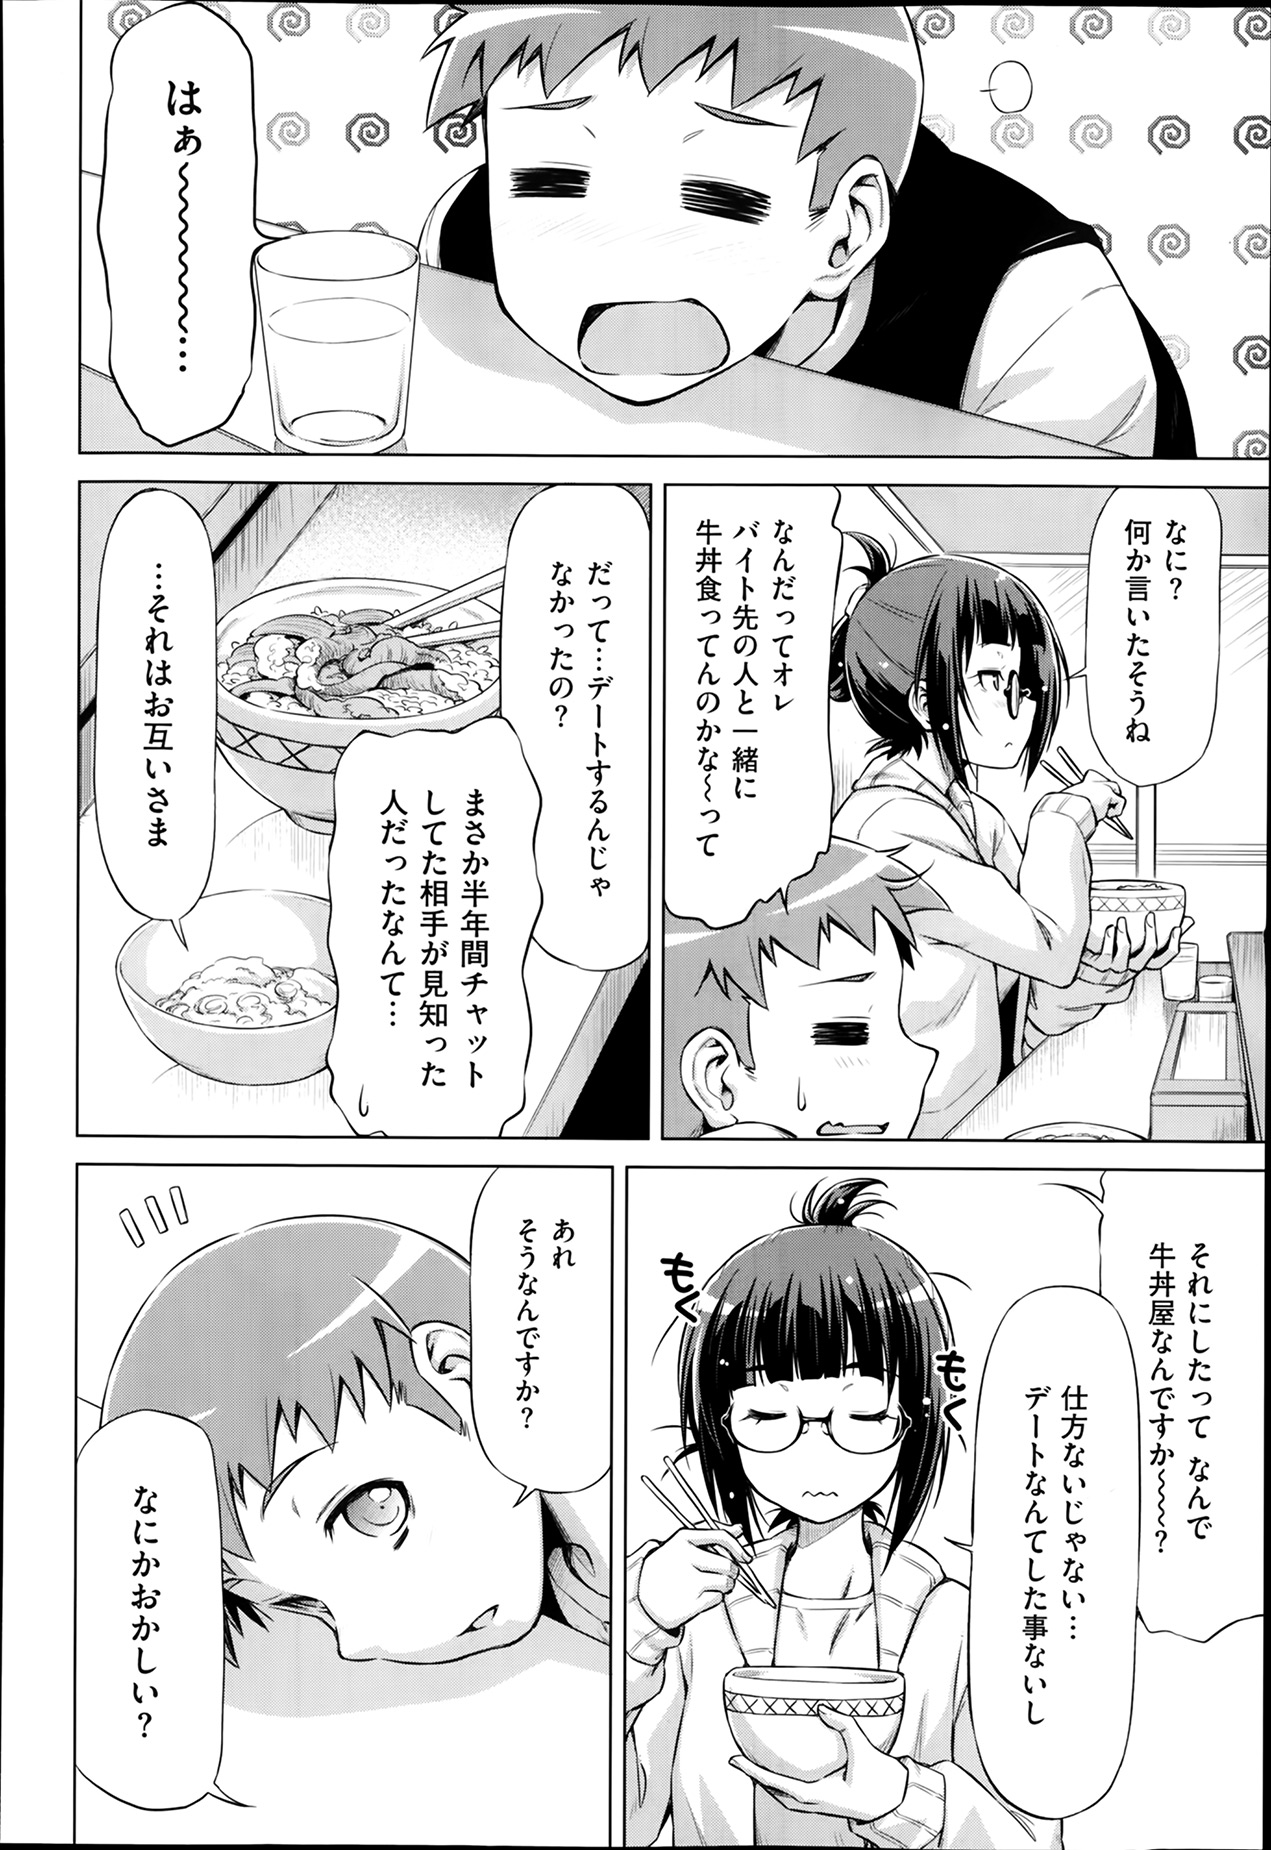 はぁ～～～～～…
なに？
何か言いたそうね
なんだってオレ
バイト先の人と一緒に
牛丼食ってんのかな～って
だって…デートするんじゃ
なかったの？
まさか半年間チャット
してた相手が見知った
人だったなんて…
…それはお互いさま
それにしたって なんで
牛丼屋なんですか～～～？
仕方ないじゃない…
デートなんてした事ないし
もく
もく
あれ
そうなんですか？
なにかおかしい？